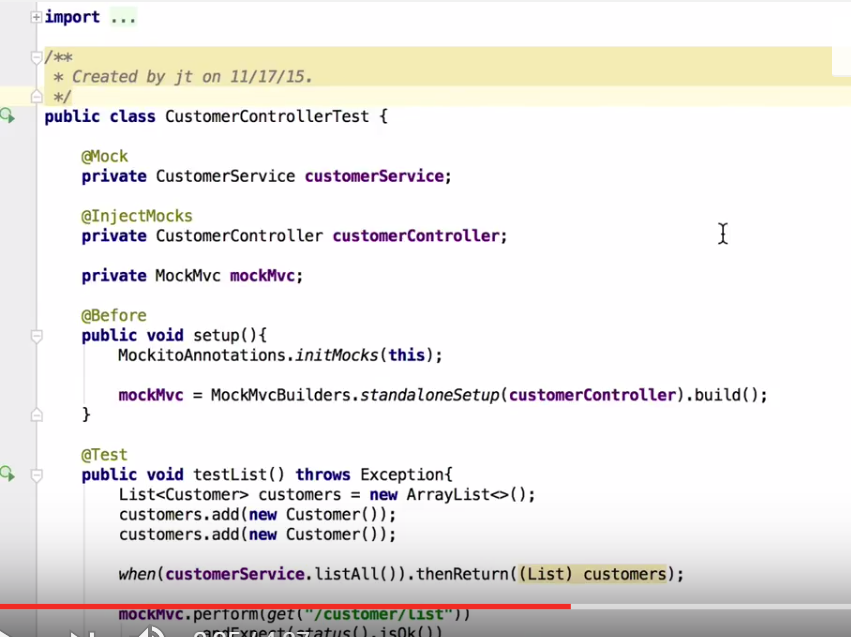 import ...
/**
* Created by jt on 11/17/15.
*/
public class CustomerControllerTest {
@Mock
private CustomerService customerService;
@InjectMocks
private CustomerController customerController;
private MockMvc mockMvc;
@Before
public void setup(){
MockitoAnnotations.initMocks(this);
mockMvc = MockMvcBuilders.standaloneSetup(customerController).build();
}
@Test
public void testList() throws Exception{
List<Customer> customers = new ArrayList<>();
customers.add(new Customer());
customers.add(new Customer());
when(customerService.listAll()).thenReturn((List) customers);
mockMvc.perform(get("/customer/list"))
.andExpect(status().isOk())